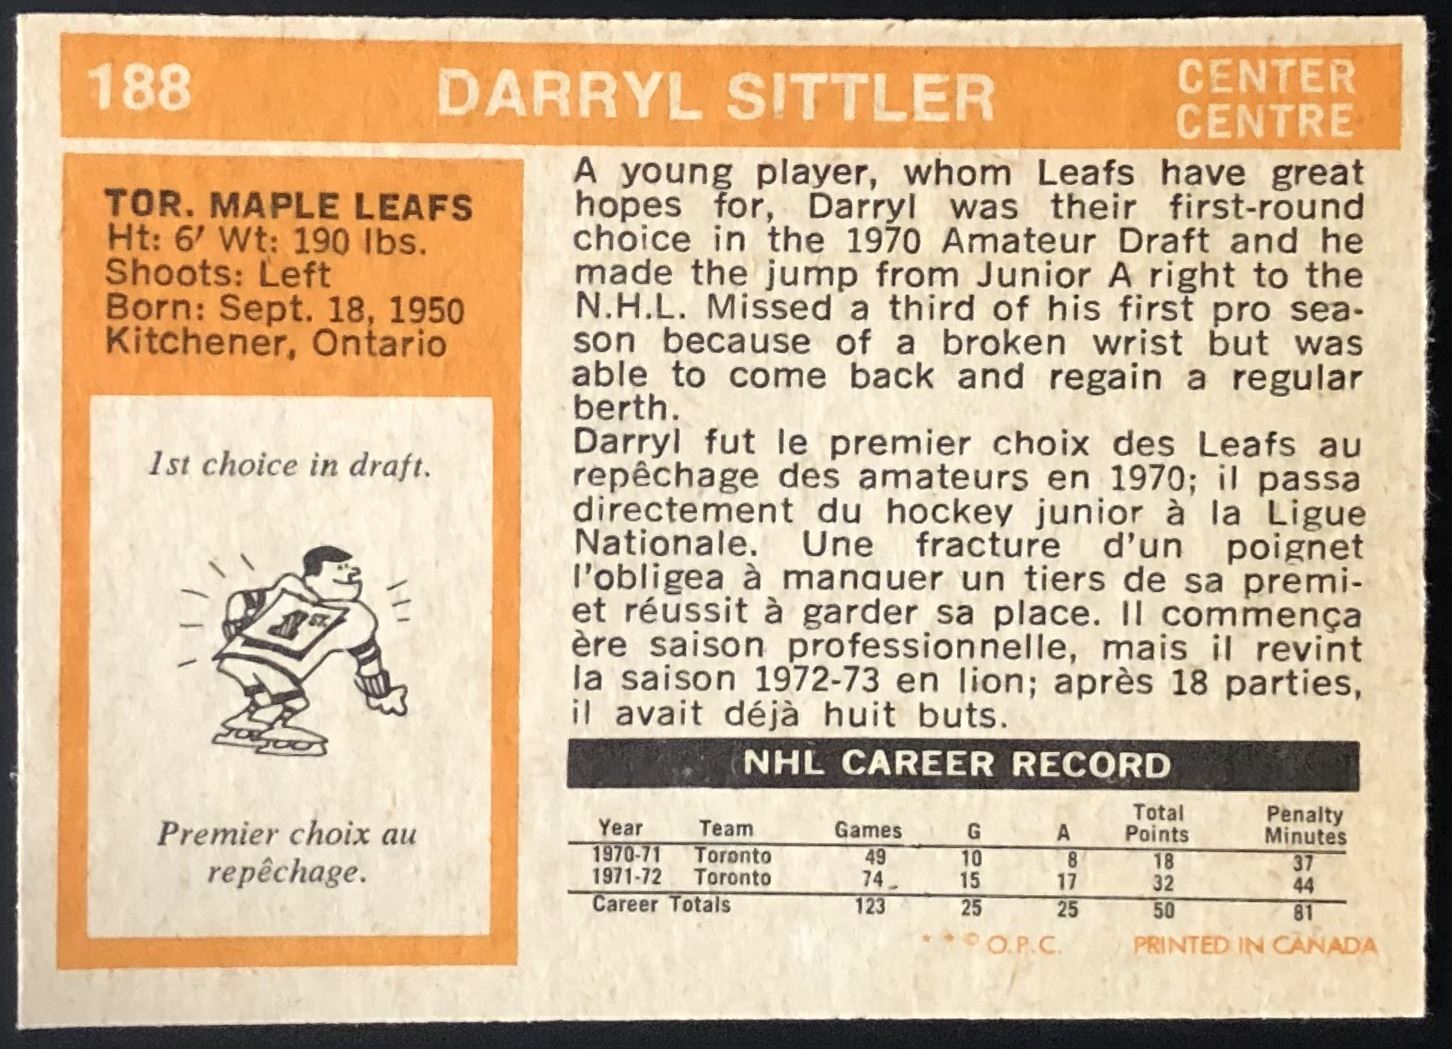 188 DARRYL SITTLER CENTER
CENTRE
TOR. MAPLE LEAFS
Ht: 6' Wt: 190 lbs.
Shoots: Left
Born: Sept. 18, 1950
Kitchener, Ontario
1st choice in draft.
1ST.
Premier choix au
repêchage.
A young player, whom Leafs have great
hopes for, Darryl was their first-round
choice in the 1970 Amateur Draft and he
made the jump from Junior A right to the
N.H.L. Missed a third of his first pro sea-
son because of a broken wrist but was
able to come back and regain a regular
berth.
Darryl fut le premier choix des Leafs au
repêchage des amateurs en 1970; il passa
directement du hockey junior à la Ligue
Nationale. Une fracture d'un poignet
l'obligea à manquer un tiers de sa premi-
et réussit à garder sa place. Il commença
ère saison professionnelle, mais il revint
la saison 1972-73 en lion; après 18 parties,
il avait déjà huit buts.
NHL CAREER RECORD
Year Team Games G A Total Points Penalty Minutes
1970-71 Toronto 49 10 8 18 37
1971-72 Toronto 74 15 17 32 44
Career Totals 123 25 25 50 81
* * © O.P.C. PRINTED IN CANADA